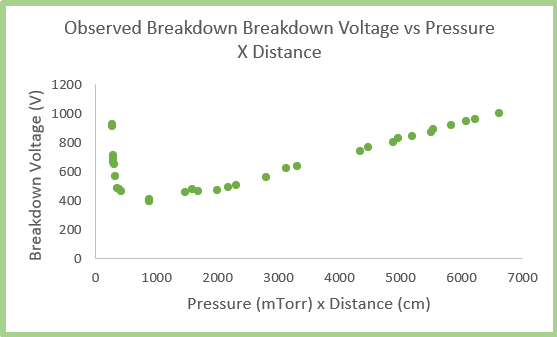 Observed Breakdown Breakdown Voltage vs Pressure
X Distance
1200
1000
800
600
400
200
0
Breakdown Voltage (V)
0 1000 2000 3000 4000 5000 6000 7000
Pressure (mTorr) x Distance (cm)